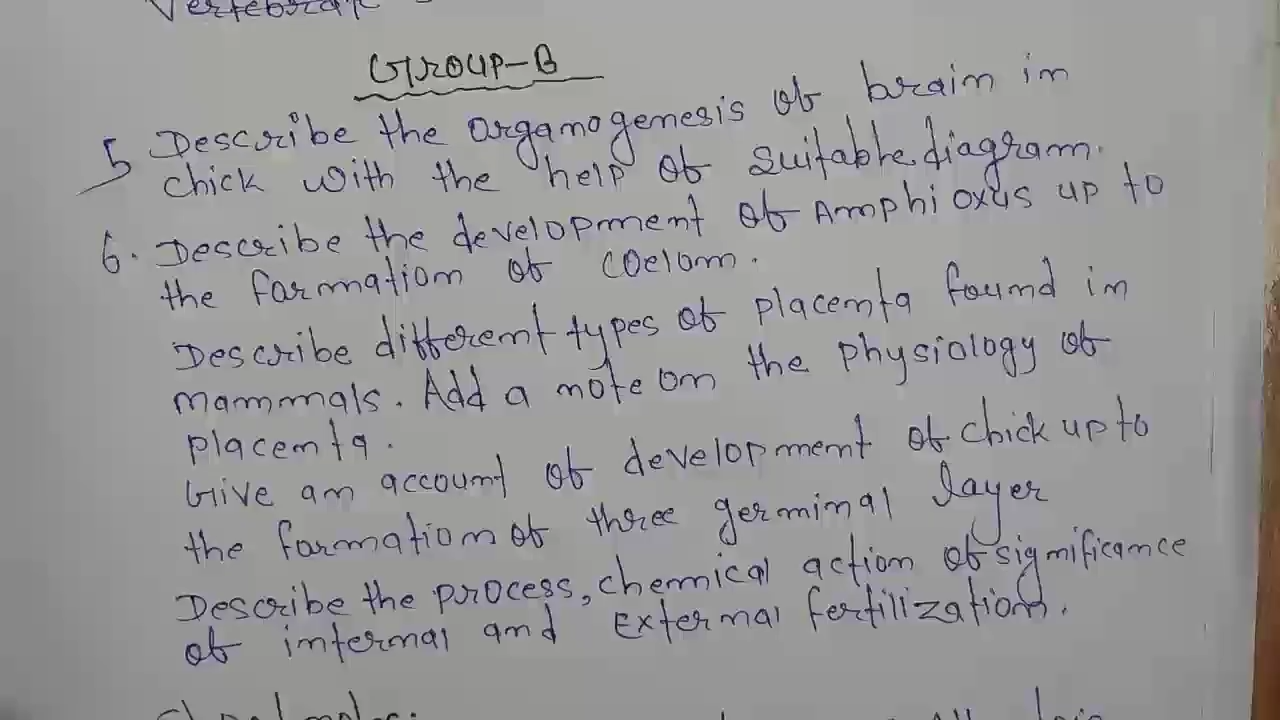 Vertebrat
Group-B
5 Describe the organogenesis of brain in
chick with the help of suitable diagram.
6. Describe the development of Amphioxus up to
the formation of coelom.
Describe different types of placenta found in
mammals. Add a note on the physiology of
placenta.
Give an account of development of chick up to
the formation of three germinal layer
Describe the process, chemical action of significance
of internal and external fertilization.